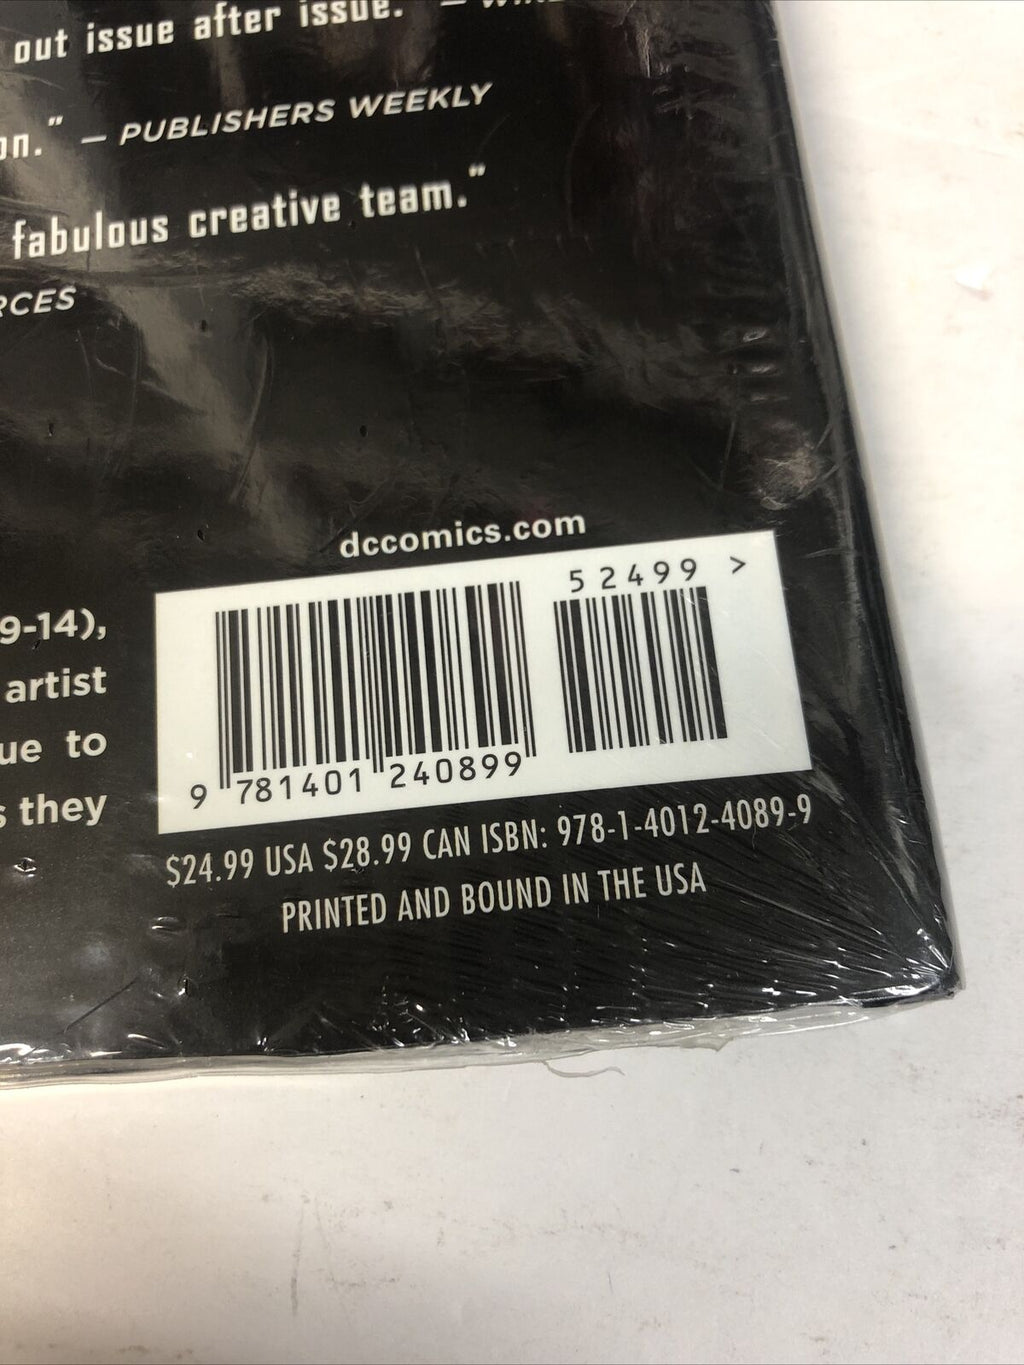 out issue after issue." —
on." — PUBLISHERS WEEKLY
fabulous creative team."
RCES
dccomics.com
9-14),
artist
ue to
s they
52499 >
9 781401 240899
$24.99 USA $28.99 CAN ISBN: 978-1-4012-4089-9
PRINTED AND BOUND IN THE USA